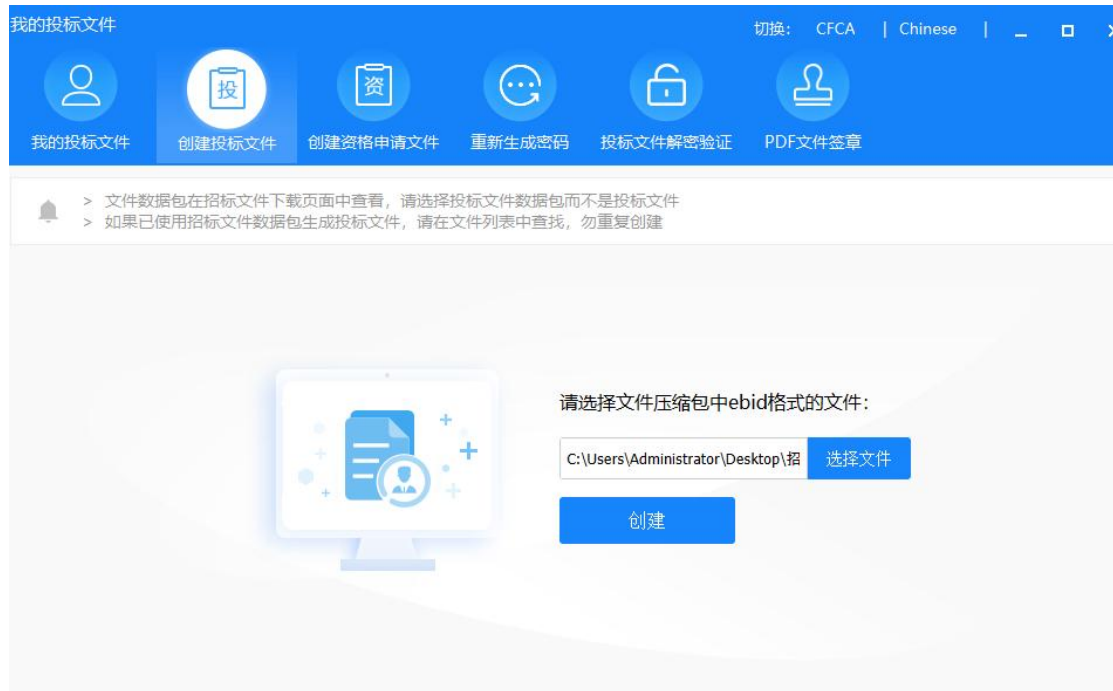 我的投标文件
切换: CFCA | Chinese |
投
资
我的投标文件 创建投标文件 创建资格申请文件 重新生成密码 投标文件解密验证 PDF文件签章
> 文件数据包在招标文件下载页面中查看，请选择投标文件数据包而不是投标文件
> 如果已使用招标文件数据包生成投标文件，请在文件列表中查找，勿重复创建
请选择文件压缩包中ebid格式的文件:
C:\Users\Administrator\Desktop\招 选择文件
创建